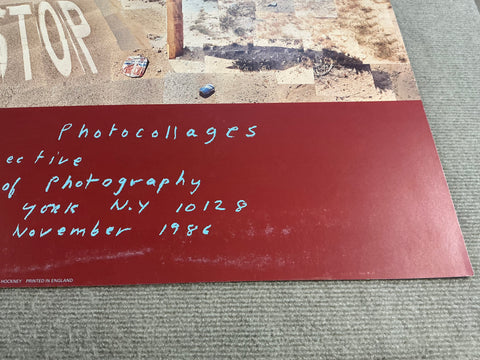 STOP
Photocollages
ective
of Photography
York N.Y 10128
November 1986
HOCKNEY PRINTED IN ENGLAND